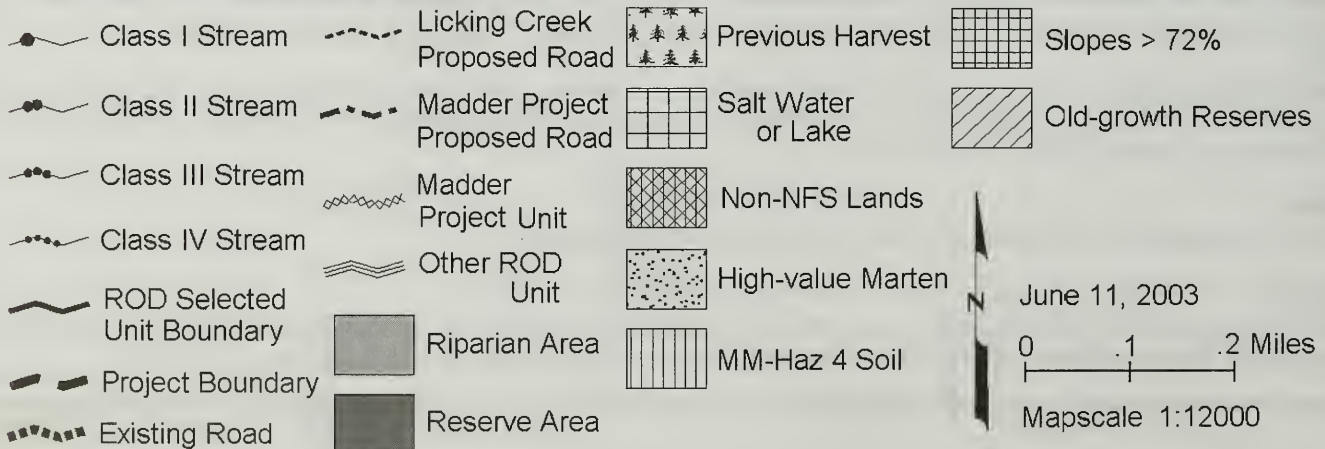 Class I Stream
Class II Stream
Class III Stream
Class IV Stream
ROD Selected
Unit Boundary
Project Boundary
Existing Road
Licking Creek
Proposed Road
Madder Project
Proposed Road
Madder
Project Unit
Other ROD
Unit
Riparian Area
Reserve Area
Previous Harvest
Salt Water
or Lake
Non-NFS Lands
High-value Marten
MM-Haz 4 Soil
Slopes > 72%
Old-growth Reserves
N
June 11, 2003
0 .1 .2 Miles
Mapscale 1:12000